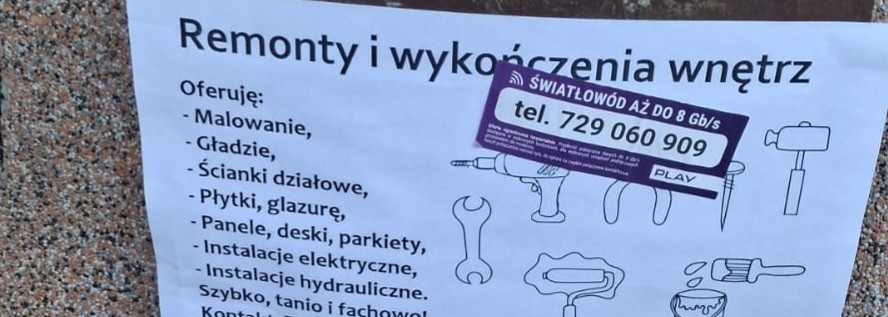 Remonty i wykończenia wnętrz
Oferuję:
- Malowanie,
- Gładzie,
- Ścianki działowe,
- Płytki, glazurę,
- Panele, deski, parkiety,
- Instalacje elektryczne,
- Instalacje hydrauliczne.
Szybko, tanio i fachowo!
ŚWIATŁOWÓD AŻ DO 8 Gb/s
tel. 729 060 909
PLAY